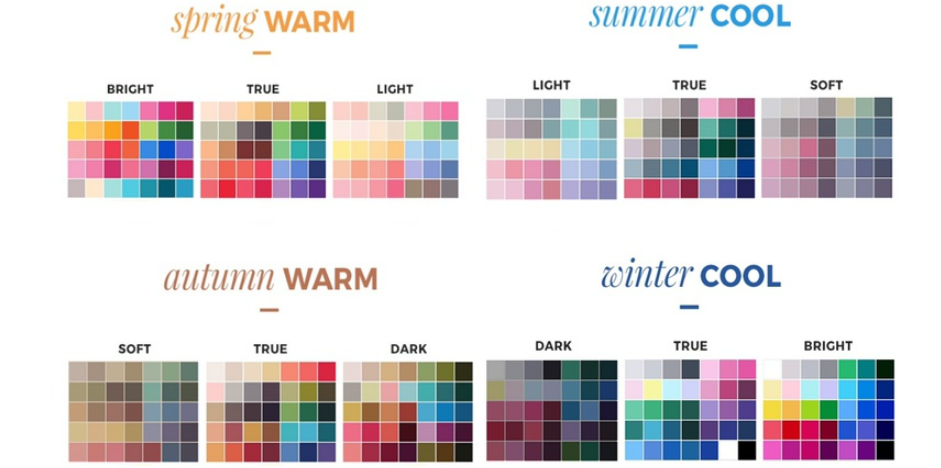 spring WARM
BRIGHT TRUE LIGHT
summer COOL
LIGHT TRUE SOFT
autumn WARM
SOFT TRUE DARK
winter COOL
DARK TRUE BRIGHT